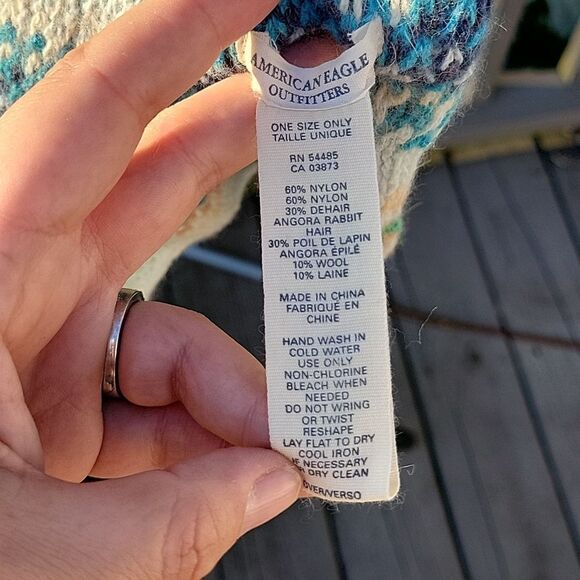 AMERICAN EAGLE
OUTFITTERS
ONE SIZE ONLY
TAILLE UNIQUE
RN 54485
CA 03873
60% NYLON
60% NYLON
30% DEHAIR
ANGORA RABBIT
HAIR
30% POIL DE LAPIN
ANGORA ÉPILÉ
10% WOOL
10% LAINE
MADE IN CHINA
FABRIQUÉ EN
CHINE
HAND WASH IN
COLD WATER
USE ONLY
NON-CHLORINE
BLEACH WHEN
NEEDED
DO NOT WRING
OR TWIST
RESHAPE
LAY FLAT TO DRY
COOL IRON
NECESSARY
DRY CLEAN
OVER/VERSO